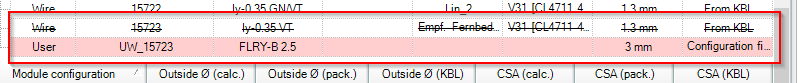 Wire 15722 ly-0.35 GN/VT Lin_2 V31 [CL4711-4... 1.3 mm From KBL
Wire 15723 ly-0.35 VT Empf. Fernbed... V31 [CL4711-4... 1.3 mm From KBL
User UW_15723 FLRY-B 2.5 3 mm Configuration fi...
Module configuration Outside Ø (calc.) Outside Ø (pack.) Outside Ø (KBL) CSA (calc.) CSA (pack.) CSA (KBL)